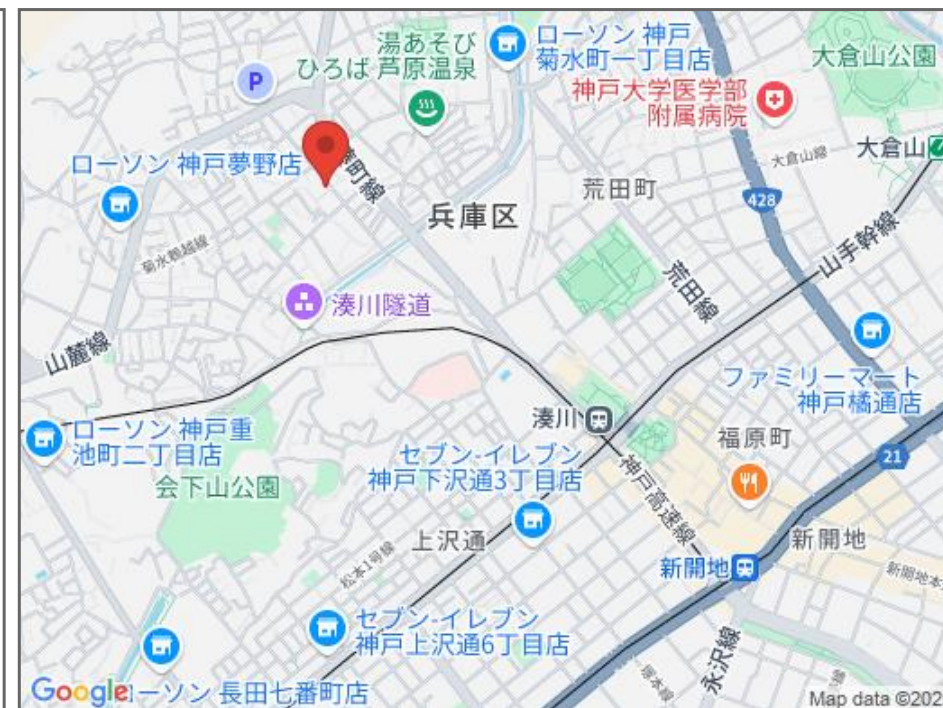 湯あそび
ひろば 芦原温泉
ローソン 神戸
菊水町一丁目店
大倉山公園
神戸大学医学部
附属病院
P
大倉山線
大倉山
ローソン 神戸夢野店
町線
荒田町
兵庫区
428
山手幹線
菊水鵯越線
荒田線
湊川隧道
山麓線
ファミリーマート
神戸橘通店
湊川
ローソン 神戸重
池町二丁目店
セブン-イレブン
神戸下沢通3丁目店
福原町
21
会下山公園
神戸高速線
上沢通
新開地
松本1号線
新開地
新開地本
セブン-イレブン
神戸上沢通6丁目店
永沢線
Google
ローソン 長田七番町店
Map data ©202